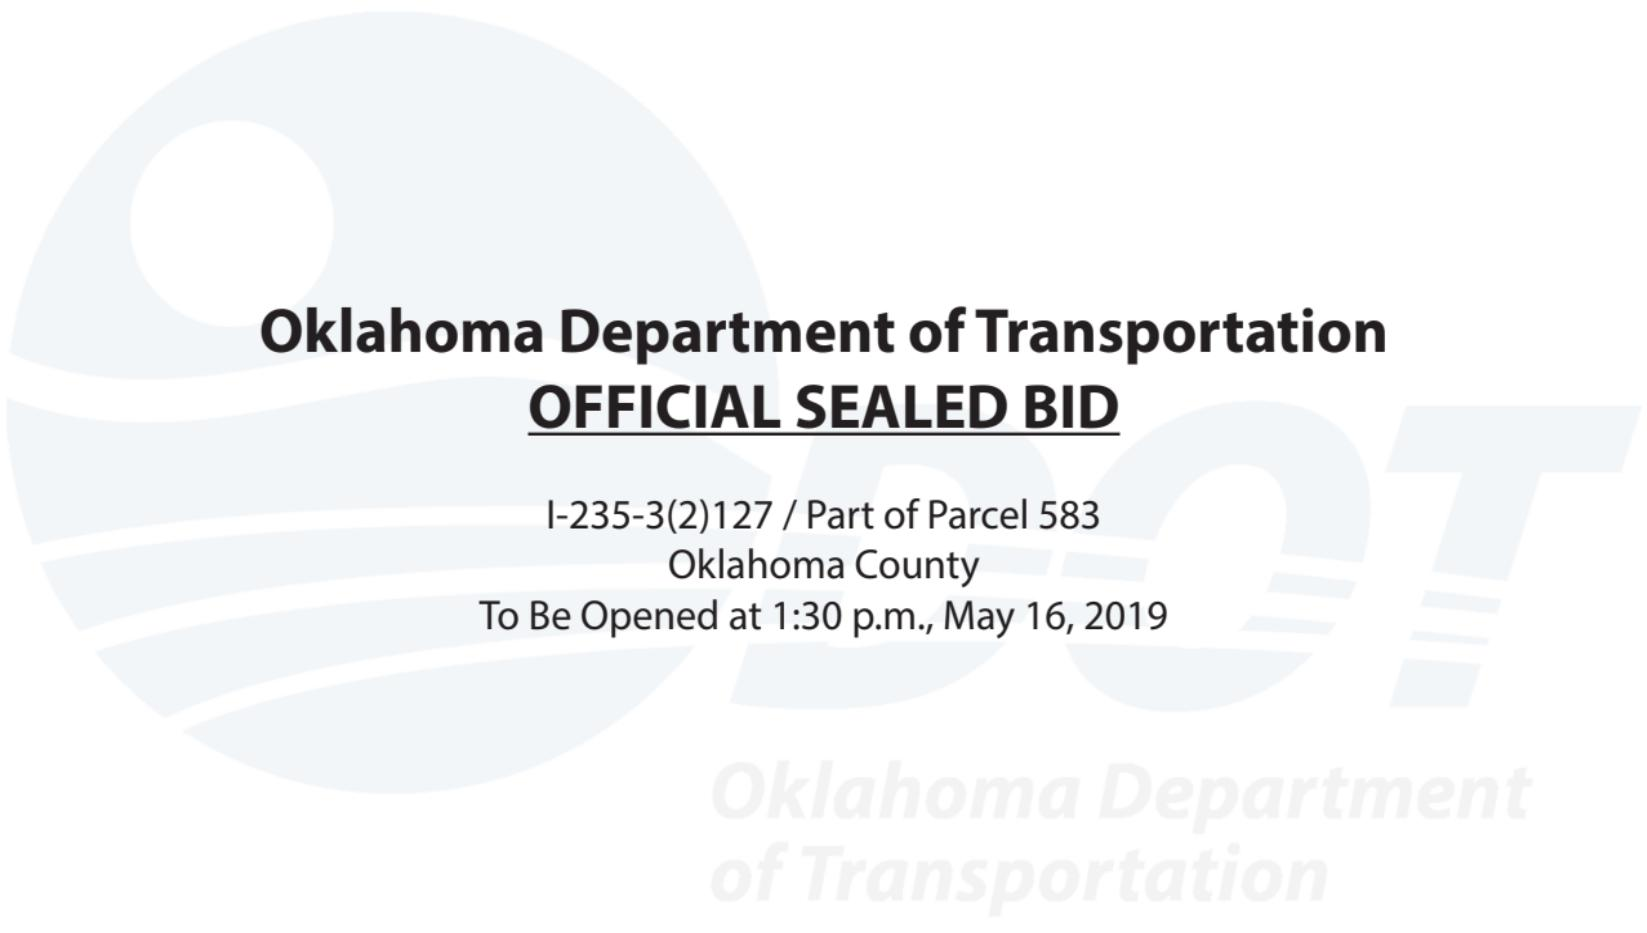 Oklahoma Department of Transportation
OFFICIAL SEALED BID
I-235-3(2)127 / Part of Parcel 583
Oklahoma County
To Be Opened at 1:30 p.m., May 16, 2019
DOT
Oklahoma Department
of Transportation